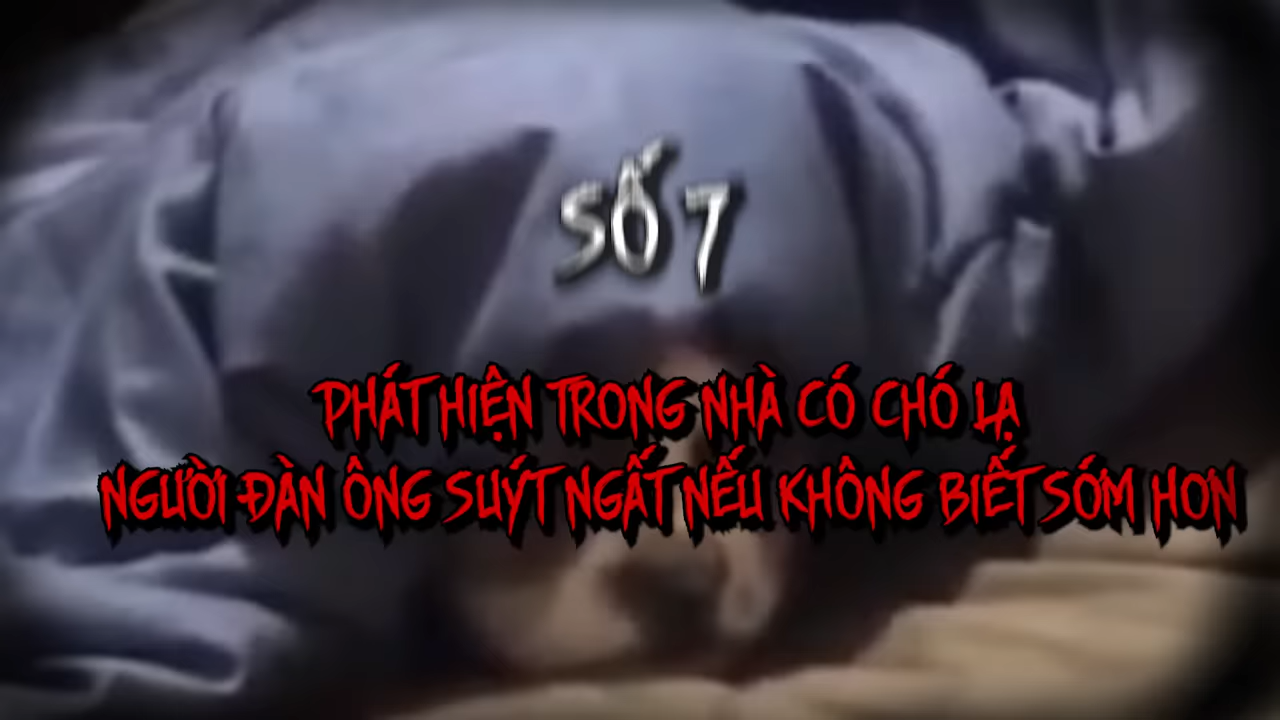 SỐ 7
PHÁT HIỆN TRONG NHÀ CÓ CHÓ LẠ
NGƯỜI ĐÀN ÔNG SUÝT NGẤT NẾU KHÔNG BIẾT SỚM HƠN